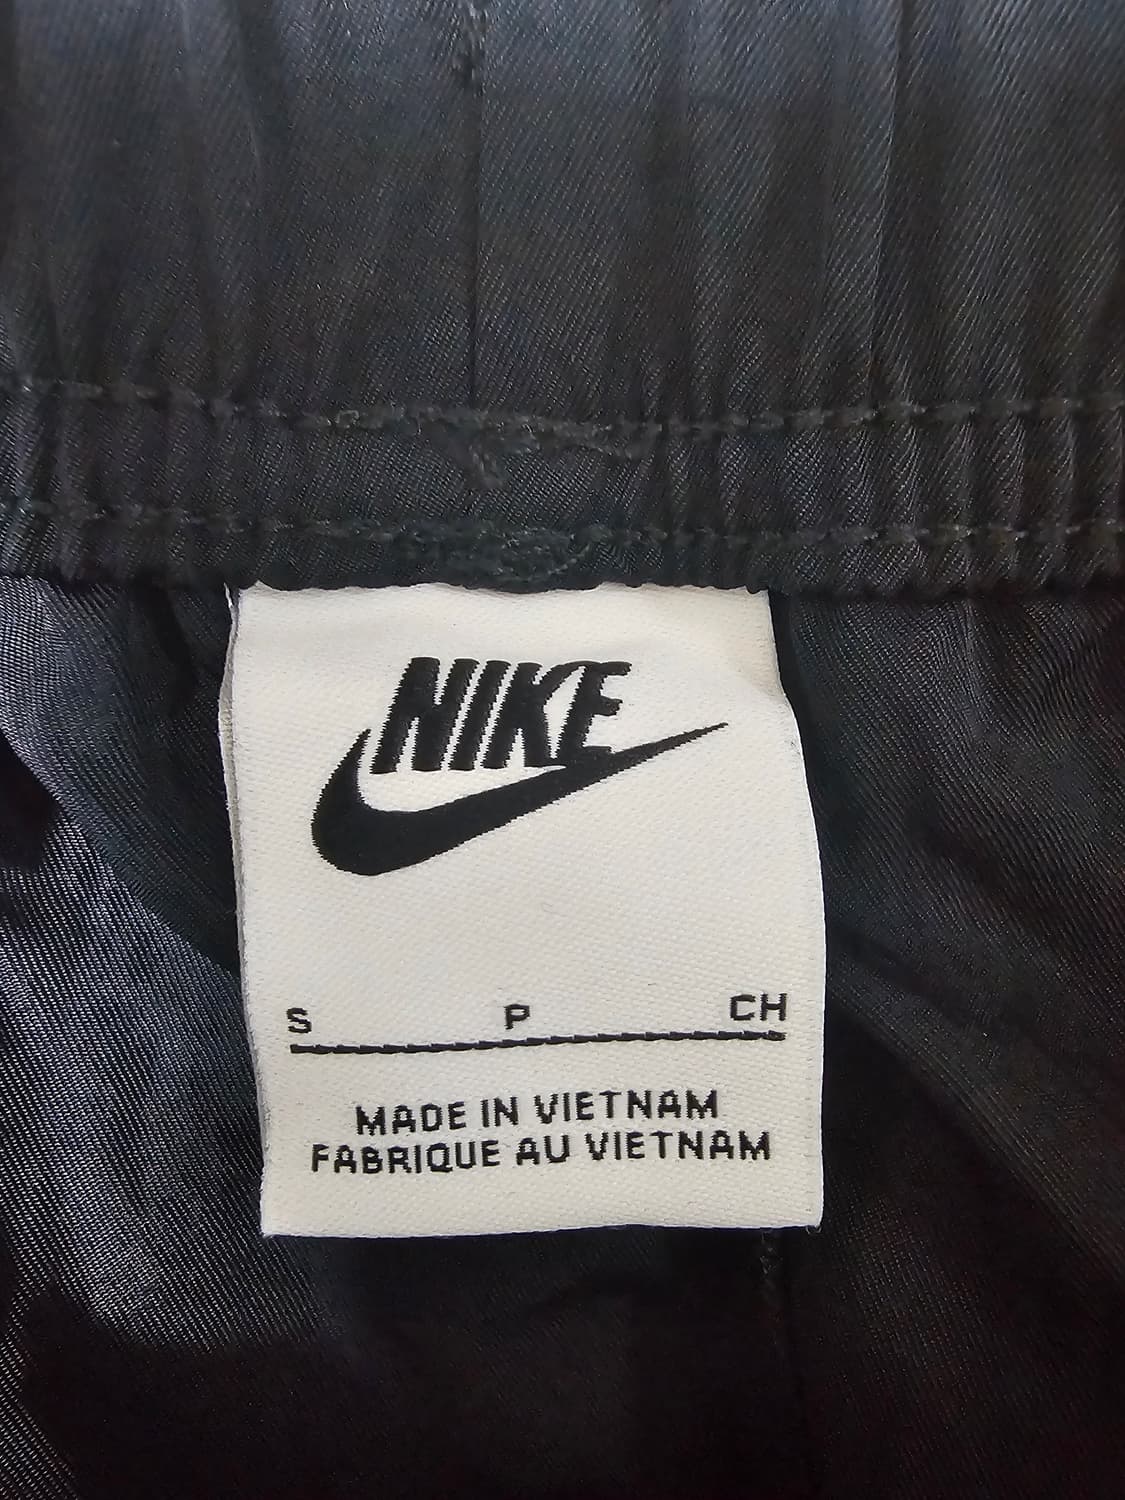 NIKE
S P CH
MADE IN VIETNAM
FABRIQUE AU VIETNAM